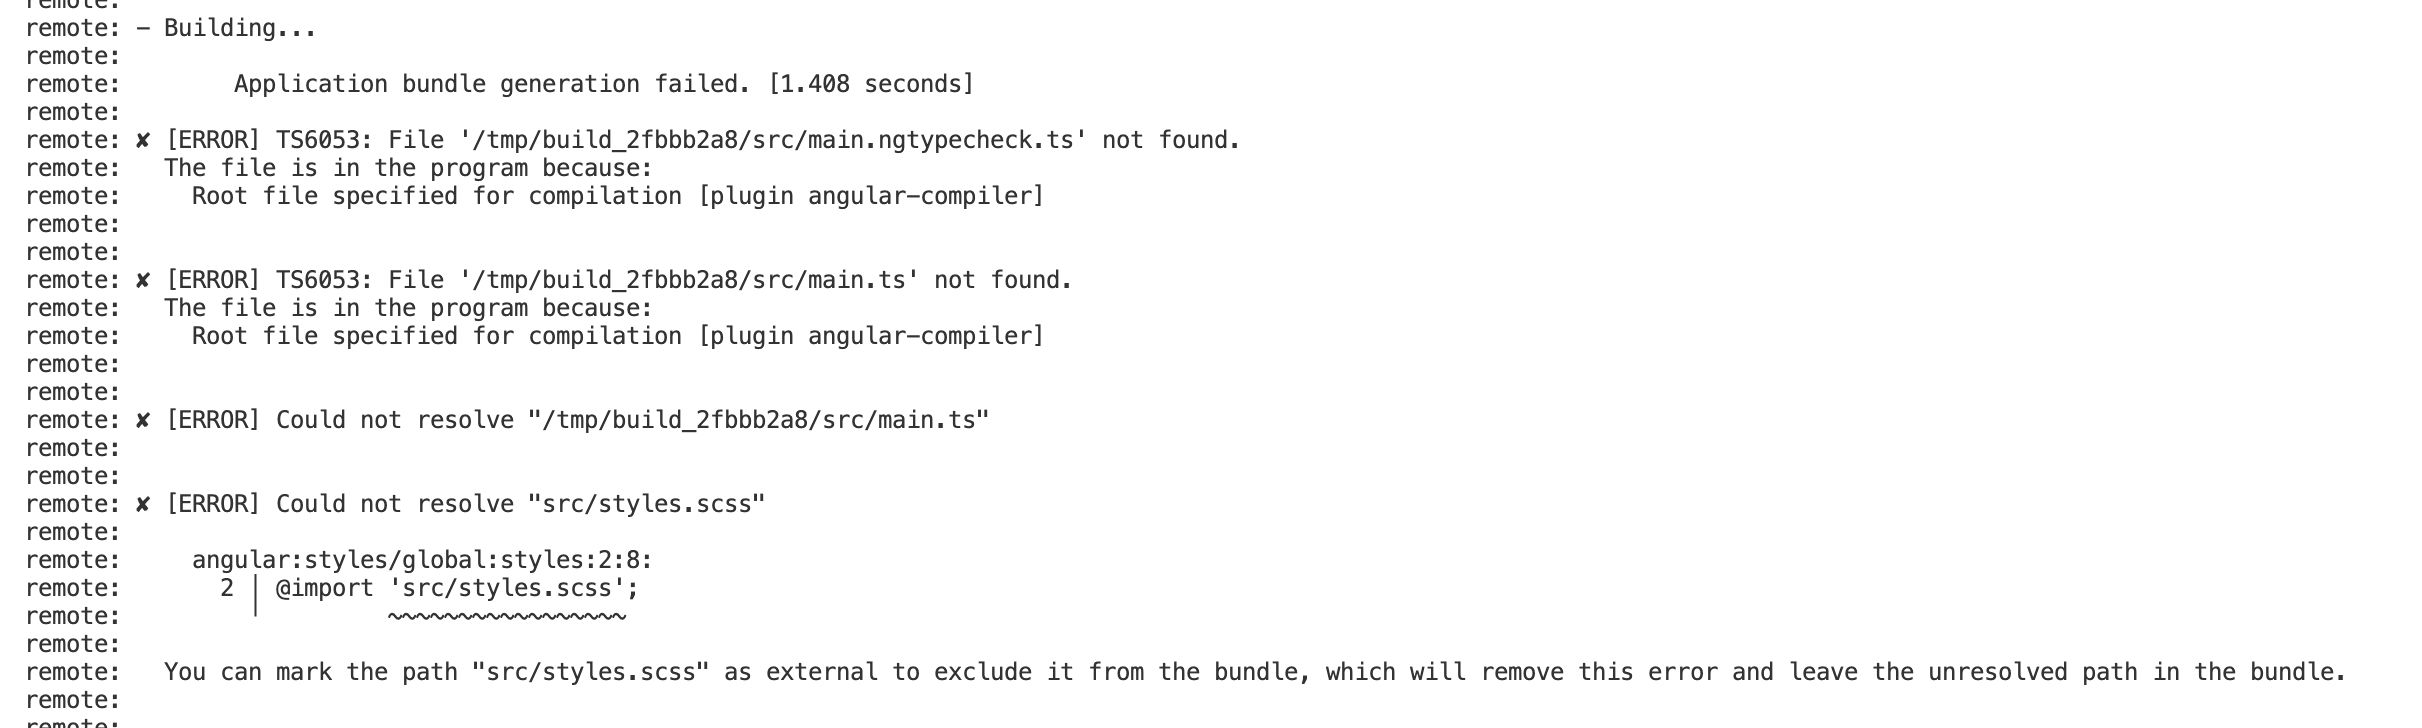 remote:
remote: - Building...
remote:
remote:        Application bundle generation failed. [1.408 seconds]
remote:
remote: ✘ [ERROR] TS6053: File '/tmp/build_2fbbb2a8/src/main.ngtypecheck.ts' not found.
remote:   The file is in the program because:
remote:     Root file specified for compilation [plugin angular-compiler]
remote:
remote:
remote: ✘ [ERROR] TS6053: File '/tmp/build_2fbbb2a8/src/main.ts' not found.
remote:   The file is in the program because:
remote:     Root file specified for compilation [plugin angular-compiler]
remote:
remote:
remote: ✘ [ERROR] Could not resolve "/tmp/build_2fbbb2a8/src/main.ts"
remote:
remote:
remote: ✘ [ERROR] Could not resolve "src/styles.scss"
remote:
remote:     angular:styles/global:styles:2:8:
remote:       2 │ @import 'src/styles.scss';
remote:         ╵         ~~~~~~~~~~~~~~~~~
remote:
remote:   You can mark the path "src/styles.scss" as external to exclude it from the bundle, which will remove this error and leave the unresolved path in the bundle.
remote:
remote: